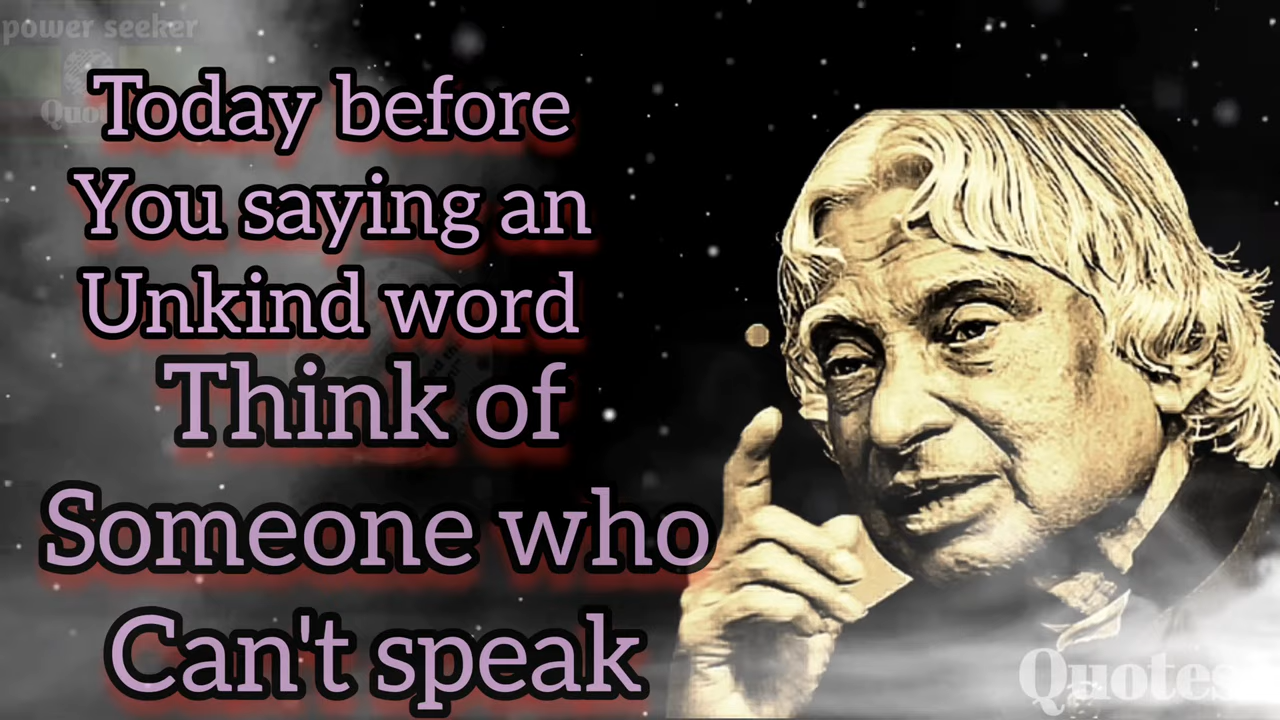 power seeker
Today before
You saying an
Unkind word
Think of
Someone who
Can't speak
Quotes